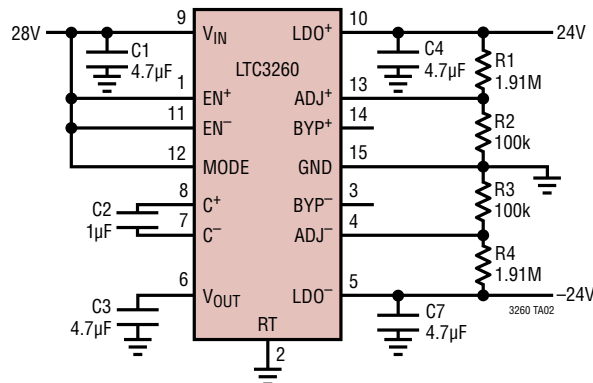 28V
9
VIN
LDO+
10
24V
C1
4.7µF
LTC3260
C4
4.7µF
R1
1.91M
1
EN+
ADJ+
13
11
EN–
BYP+
14
R2
100k
12
MODE
GND
15
C2
1µF
8
C+
BYP–
3
R3
100k
7
C–
ADJ–
4
6
VOUT
LDO–
5
R4
1.91M
–24V
C3
4.7µF
RT
2
C7
4.7µF
3260 TA02